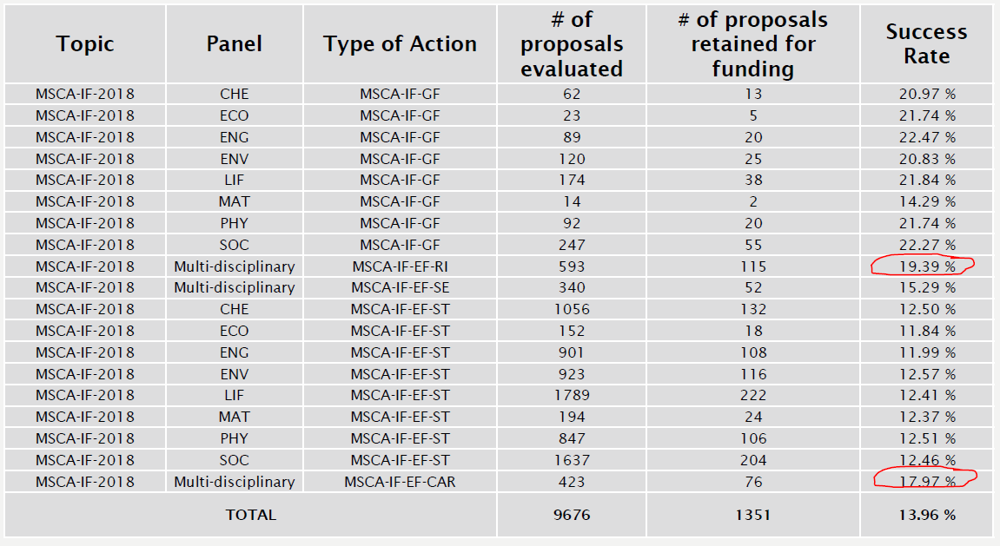 Topic Panel Type of Action # of proposals evaluated # of proposals retained for funding Success Rate
MSCA-IF-2018 CHE MSCA-IF-GF 62 13 20.97 %
MSCA-IF-2018 ECO MSCA-IF-GF 23 5 21.74 %
MSCA-IF-2018 ENG MSCA-IF-GF 89 20 22.47 %
MSCA-IF-2018 ENV MSCA-IF-GF 120 25 20.83 %
MSCA-IF-2018 LIF MSCA-IF-GF 174 38 21.84 %
MSCA-IF-2018 MAT MSCA-IF-GF 14 2 14.29 %
MSCA-IF-2018 PHY MSCA-IF-GF 92 20 21.74 %
MSCA-IF-2018 SOC MSCA-IF-GF 247 55 22.27 %
MSCA-IF-2018 Multi-disciplinary MSCA-IF-EF-RI 593 115 19.39 %
MSCA-IF-2018 Multi-disciplinary MSCA-IF-EF-SE 340 52 15.29 %
MSCA-IF-2018 CHE MSCA-IF-EF-ST 1056 132 12.50 %
MSCA-IF-2018 ECO MSCA-IF-EF-ST 152 18 11.84 %
MSCA-IF-2018 ENG MSCA-IF-EF-ST 901 108 11.99 %
MSCA-IF-2018 ENV MSCA-IF-EF-ST 923 116 12.57 %
MSCA-IF-2018 LIF MSCA-IF-EF-ST 1789 222 12.41 %
MSCA-IF-2018 MAT MSCA-IF-EF-ST 194 24 12.37 %
MSCA-IF-2018 PHY MSCA-IF-EF-ST 847 106 12.51 %
MSCA-IF-2018 SOC MSCA-IF-EF-ST 1637 204 12.46 %
MSCA-IF-2018 Multi-disciplinary MSCA-IF-EF-CAR 423 76 17.97 %
TOTAL 9676 1351 13.96 %